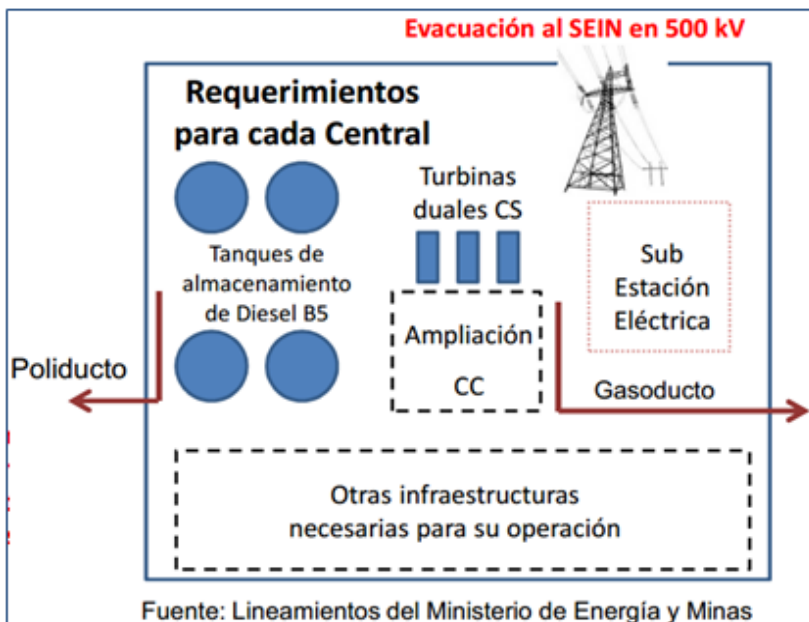 Evacuación al SEIN en 500 kV
Requerimientos
para cada Central
Turbinas
duales CS
Tanques de
almacenamiento
de Diesel B5
Sub
Estación
Eléctrica
Ampliación
CC
Poliducto
Gasoducto
Otras infraestructuras
necesarias para su operación
Fuente: Lineamientos del Ministerio de Energía y Minas